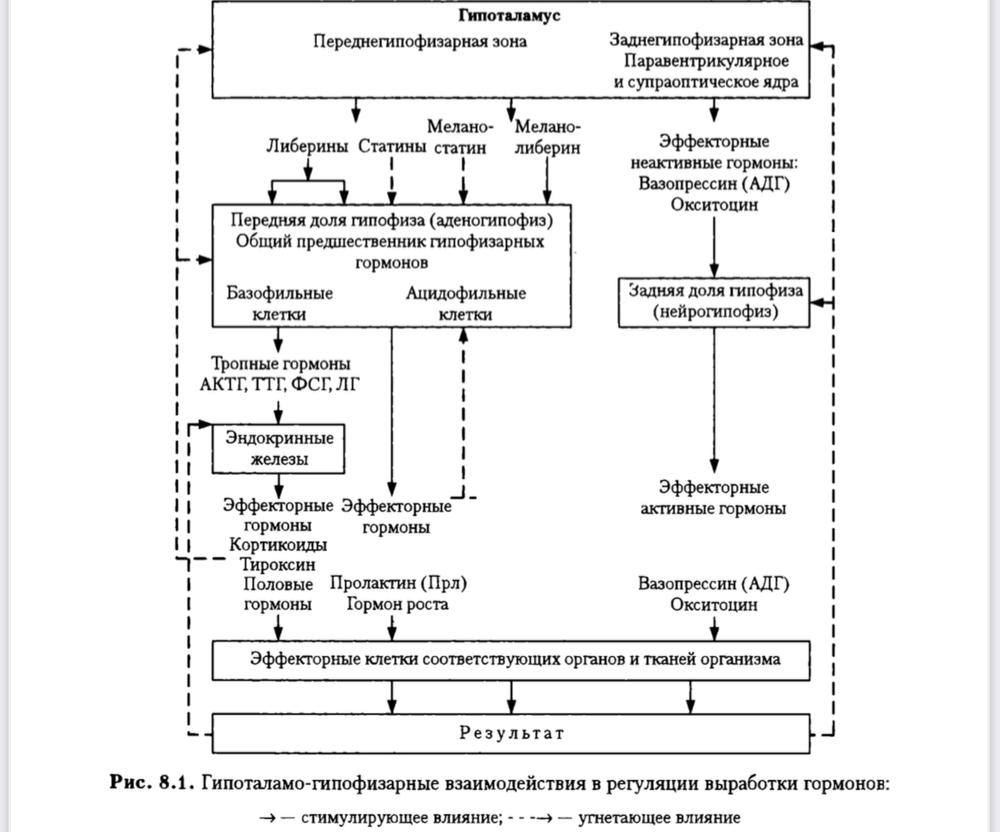 Гипоталамус
Переднегипофизарная зона
Заднегипофизарная зона
Паравентрикулярное
и супраоптическое ядра
Либерины
Статины
Мелано-
статин
Мелано-
либерин
Эффекторные
неактивные гормоны:
Вазопрессин (АДГ)
Окситоцин
Передняя доля гипофиза (аденогипофиз)
Общий предшественник гипофизарных
гормонов
Базофильные
клетки
Ацидофильные
клетки
Задняя доля гипофиза
(нейрогипофиз)
Тропные гормоны
АКТГ, ТТГ, ФСГ, ЛГ
Эндокринные
железы
Эффекторные
гормоны
Кортикоиды
Тироксин
Половые
гормоны
Эффекторные
гормоны
Пролактин (Прл)
Гормон роста
Эффекторные
активные гормоны
Вазопрессин (АДГ)
Окситоцин
Эффекторные клетки соответствующих органов и тканей организма
Результат
Рис. 8.1. Гипоталамо-гипофизарные взаимодействия в регуляции выработки гормонов:
→ — стимулирующее влияние; - - -→ — угнетающее влияние